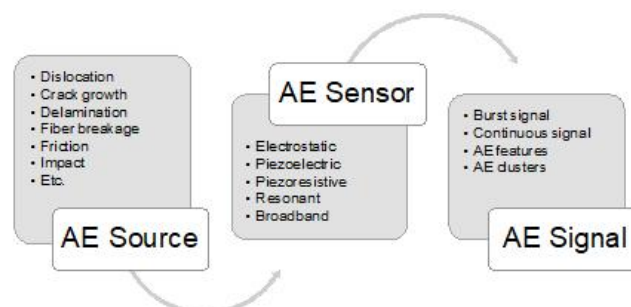 • Dislocation
• Crack growth
• Delamination
• Fiber breakage
• Friction
• Impact
• Etc.
AE Source
AE Sensor
• Electrostatic
• Piezoelectric
• Piezoresistive
• Resonant
• Broadband
• Burst signal
• Continuous signal
• AE features
• AE clusters
AE Signal